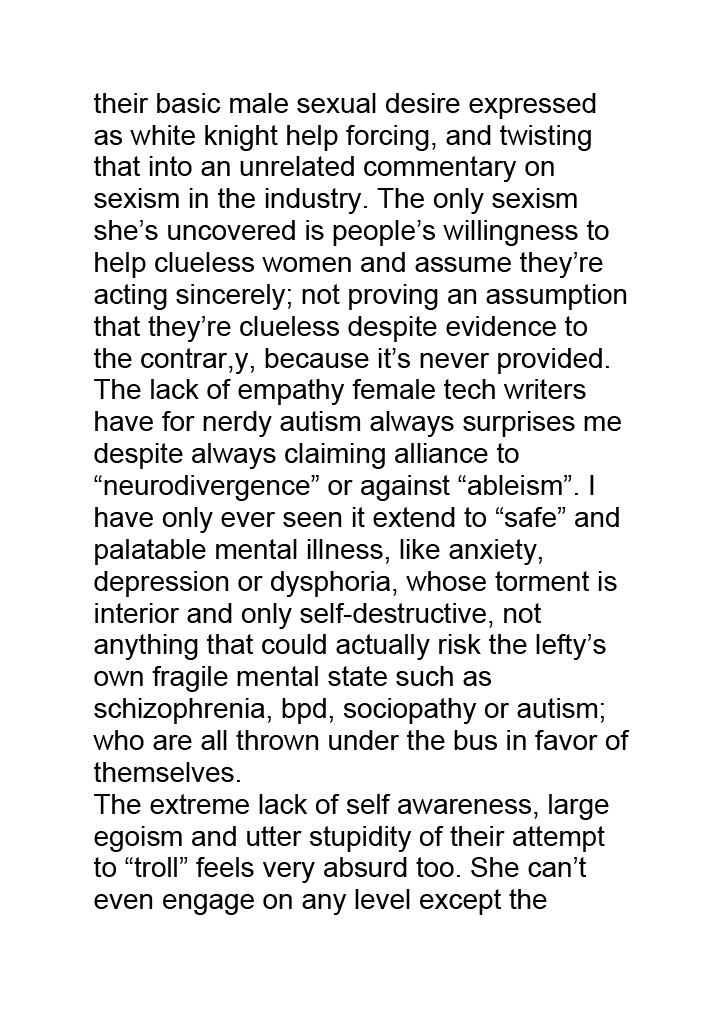 their basic male sexual desire expressed
as white knight help forcing, and twisting
that into an unrelated commentary on
sexism in the industry. The only sexism
she’s uncovered is people’s willingness to
help clueless women and assume they’re
acting sincerely; not proving an assumption
that they’re clueless despite evidence to
the contrar,y, because it’s never provided.
The lack of empathy female tech writers
have for nerdy autism always surprises me
despite always claiming alliance to
“neurodivergence” or against “ableism”. I
have only ever seen it extend to “safe” and
palatable mental illness, like anxiety,
depression or dysphoria, whose torment is
interior and only self-destructive, not
anything that could actually risk the lefty’s
own fragile mental state such as
schizophrenia, bpd, sociopathy or autism;
who are all thrown under the bus in favor of
themselves.
The extreme lack of self awareness, large
egoism and utter stupidity of their attempt
to “troll” feels very absurd too. She can’t
even engage on any level except the